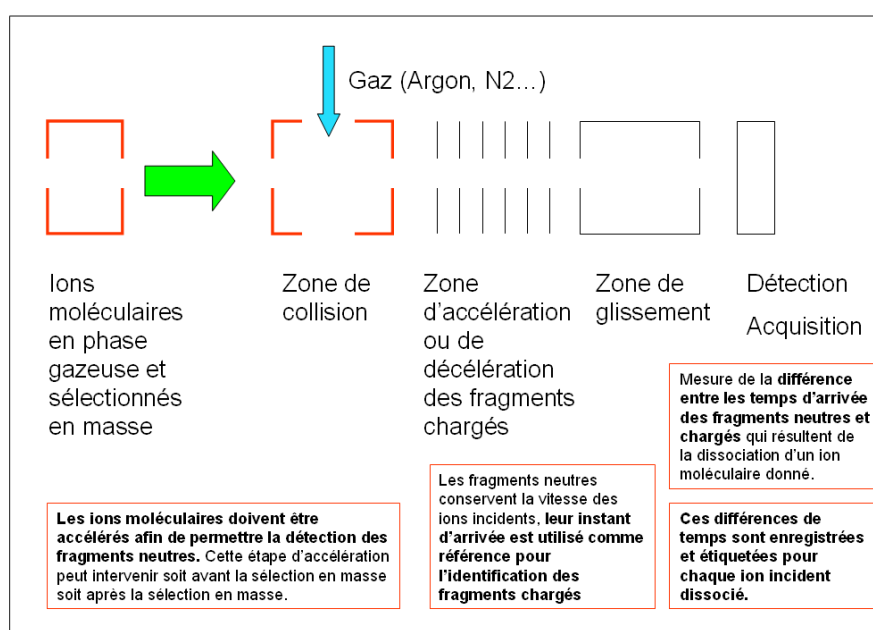 Gaz (Argon, N2...)
Ions
moléculaires
en phase
gazeuse et
sélectionnés
en masse
Zone de
collision
Zone
d'accélération
ou de
décélération
des fragments
chargés
Zone de
glissement
Détection
Acquisition
Mesure de la différence
entre les temps d'arrivée
des fragments neutres et
chargés qui résultent de
la dissociation d'un ion
moléculaire donné.
Les ions moléculaires doivent être
accélérés afin de permettre la détection des
fragments neutres. Cette étape d'accélération
peut intervenir soit avant la sélection en masse
soit après la sélection en masse.
Les fragments neutres
conservent la vitesse des
ions incidents, leur instant
d'arrivée est utilisé comme
référence pour
l'identification des
fragments chargés
Ces différences de
temps sont enregistrées
et étiquetées pour
chaque ion incident
dissocié.